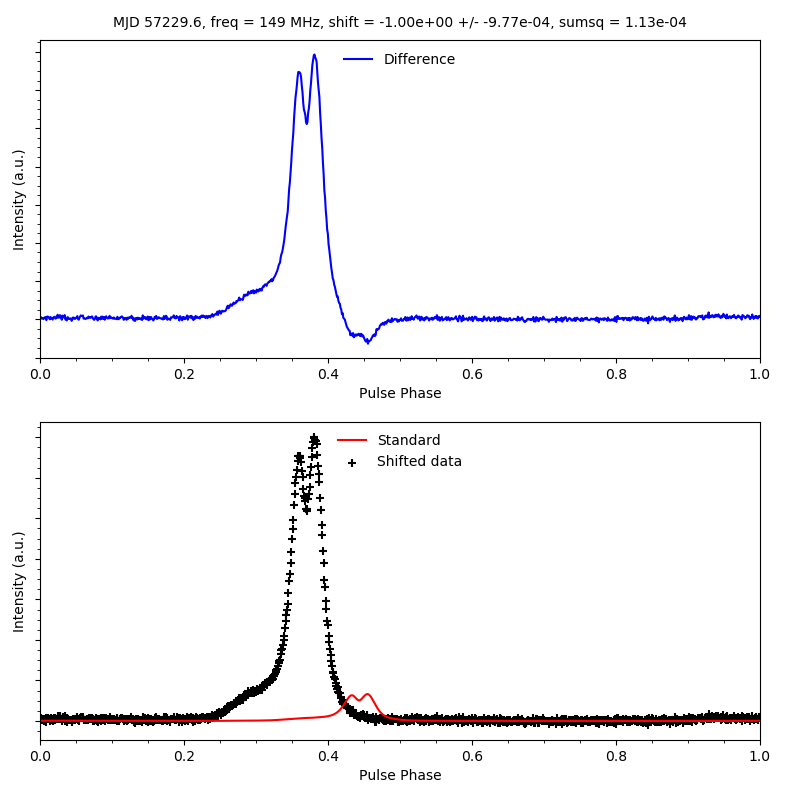 MJD 57229.6, freq = 149 MHz, shift = -1.00e+00 +/- -9.77e-04, sumsq = 1.13e-04
Difference
Intensity (a.u.)
0.0 0.2 0.4 0.6 0.8 1.0
Pulse Phase
Standard
Shifted data
Intensity (a.u.)
0.0 0.2 0.4 0.6 0.8 1.0
Pulse Phase